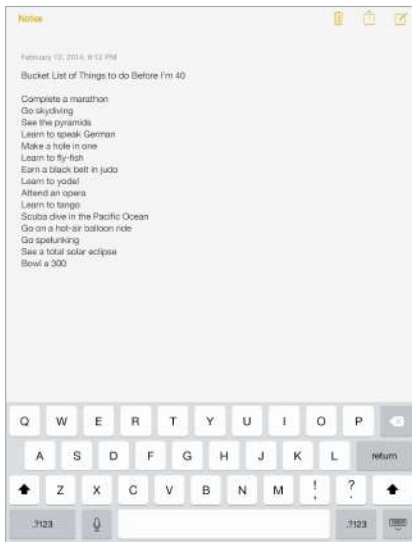 Notes
February 12, 2014, 6:12 PM
Bucket List of Things to do Before I'm 40
Complete a marathon
Go skydiving
See the pyramids
Learn to speak German
Make a hole in one
Learn to fly-fish
Earn a black belt in judo
Learn to yodel
Attend an opera
Learn to tango
Scuba dive in the Pacific Ocean
Go on a hot-air balloon ride
Go spelunking
See a total solar eclipse
Bowl a 300
Q W E R T Y U I O P
A S D F G H J K L return
Z X C V B N M ! , ? .
.?123 .?123